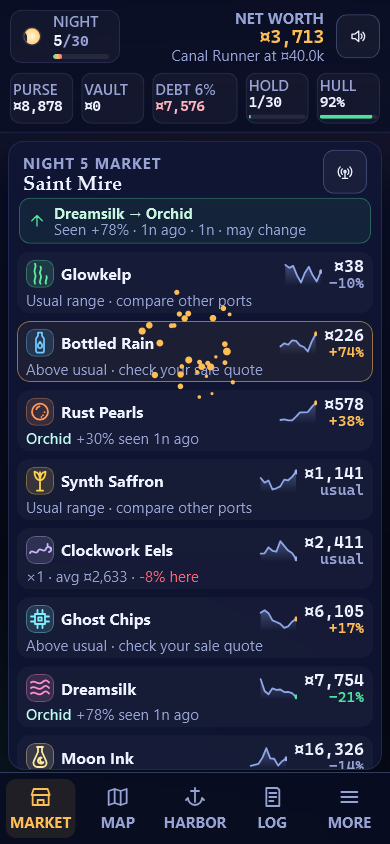 NIGHT
5/30
NET WORTH
¤3,713
Canal Runner at ¤40.0k
PURSE
¤8,878
VAULT
¤0
DEBT 6%
¤7,576
HOLD
1/30
HULL
92%
NIGHT 5 MARKET
Saint Mire
Dreamsilk → Orchid
Seen +78% · 1n ago · 1n · may change
Glowkelp
¤38
Usual range · compare other ports
-10%
Bottled Rain
¤226
Above usual · check your sale quote
+74%
Rust Pearls
¤578
Orchid +30% seen 1n ago
+38%
Synth Saffron
¤1,141
Usual range · compare other ports
usual
Clockwork Eels
¤2,411
×1 · avg ¤2,633 · -8% here
usual
Ghost Chips
¤6,105
Above usual · check your sale quote
+17%
Dreamsilk
¤7,754
Orchid +78% seen 1n ago
-21%
Moon Ink
¤16,326
-14%
MARKET
MAP
HARBOR
LOG
MORE